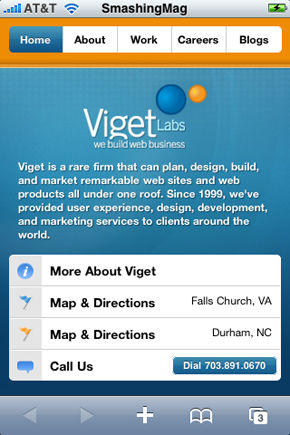 AT&T SmashingMag
Home About Work Careers Blogs
Viget Labs
we build web business
Viget is a rare firm that can plan, design, build,
and market remarkable web sites and web
products all under one roof. Since 1999, we've
provided user experience, design, development,
and marketing services to clients around the
world.
More About Viget
Map & Directions Falls Church, VA
Map & Directions Durham, NC
Call Us Dial 703.891.0670
3